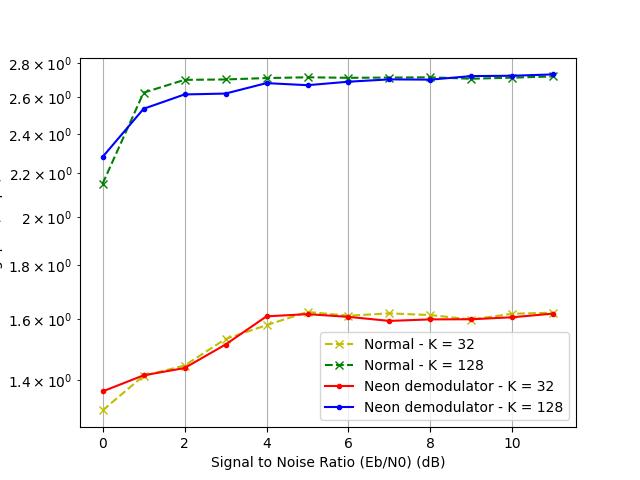 2.8 × 10⁰
2.6 × 10⁰
2.4 × 10⁰
2.2 × 10⁰
2 × 10⁰
1.8 × 10⁰
1.6 × 10⁰
1.4 × 10⁰
Normal - K = 32
Normal - K = 128
Neon demodulator - K = 32
Neon demodulator - K = 128
0 2 4 6 8 10
Signal to Noise Ratio (Eb/N0) (dB)